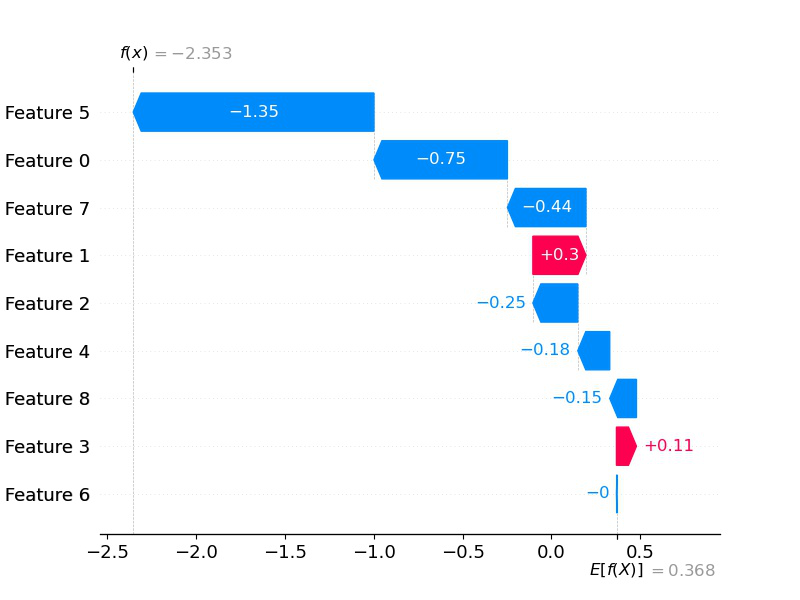 f(x) = −2.353
Feature 5 −1.35
Feature 0 −0.75
Feature 7 −0.44
Feature 1 +0.3
Feature 2 −0.25
Feature 4 −0.18
Feature 8 −0.15
Feature 3 +0.11
Feature 6 −0
−2.5 −2.0 −1.5 −1.0 −0.5 0.0 0.5
E[f(X)] = 0.368